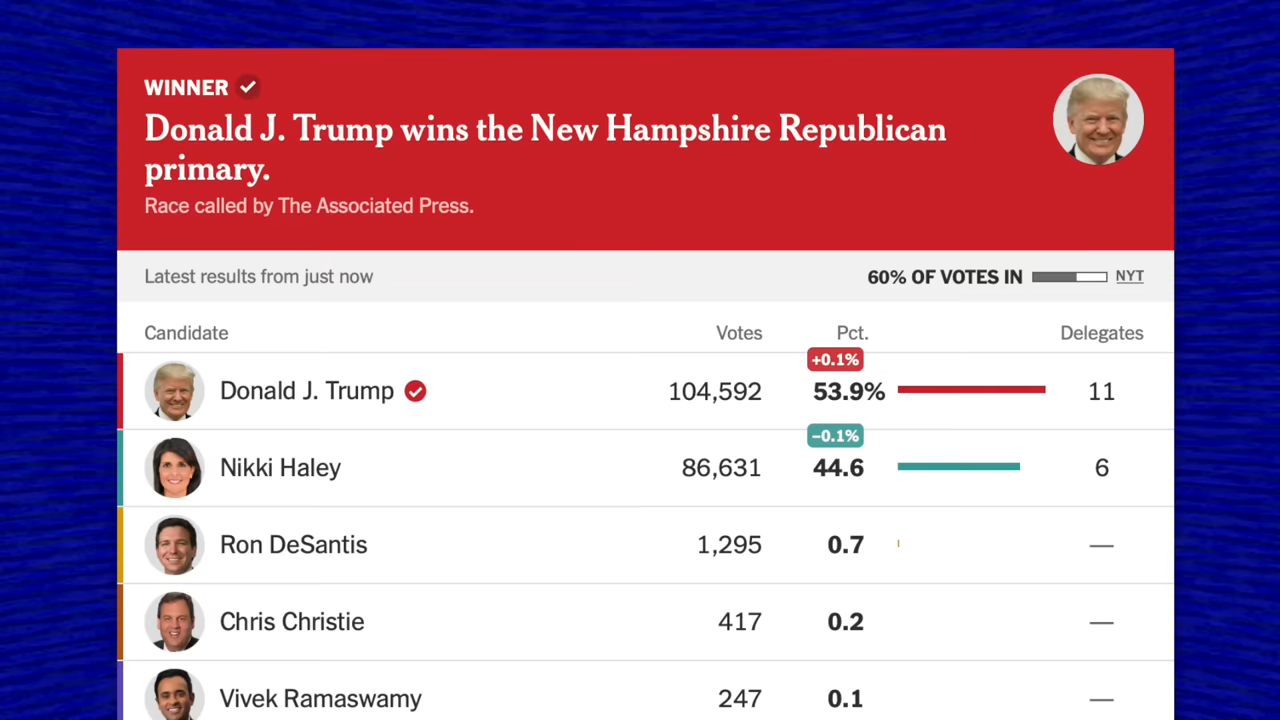 WINNER
Donald J. Trump wins the New Hampshire Republican
primary.
Race called by The Associated Press.
Latest results from just now 60% OF VOTES IN NYT
Candidate Votes Pct. Delegates
+0.1%
Donald J. Trump 104,592 53.9% 11
−0.1%
Nikki Haley 86,631 44.6 6
Ron DeSantis 1,295 0.7 —
Chris Christie 417 0.2 —
Vivek Ramaswamy 247 0.1 —